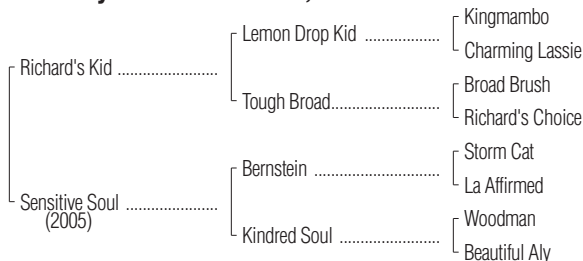 Kingmambo
Lemon Drop Kid ..................
Charming Lassie
Richard's Kid ........................
Broad Brush
Tough Broad.............................
Richard's Choice
Storm Cat
Bernstein ...........................
La Affirmed
Sensitive Soul ......................
(2005)
Woodman
Kindred Soul .......................
Beautiful Aly